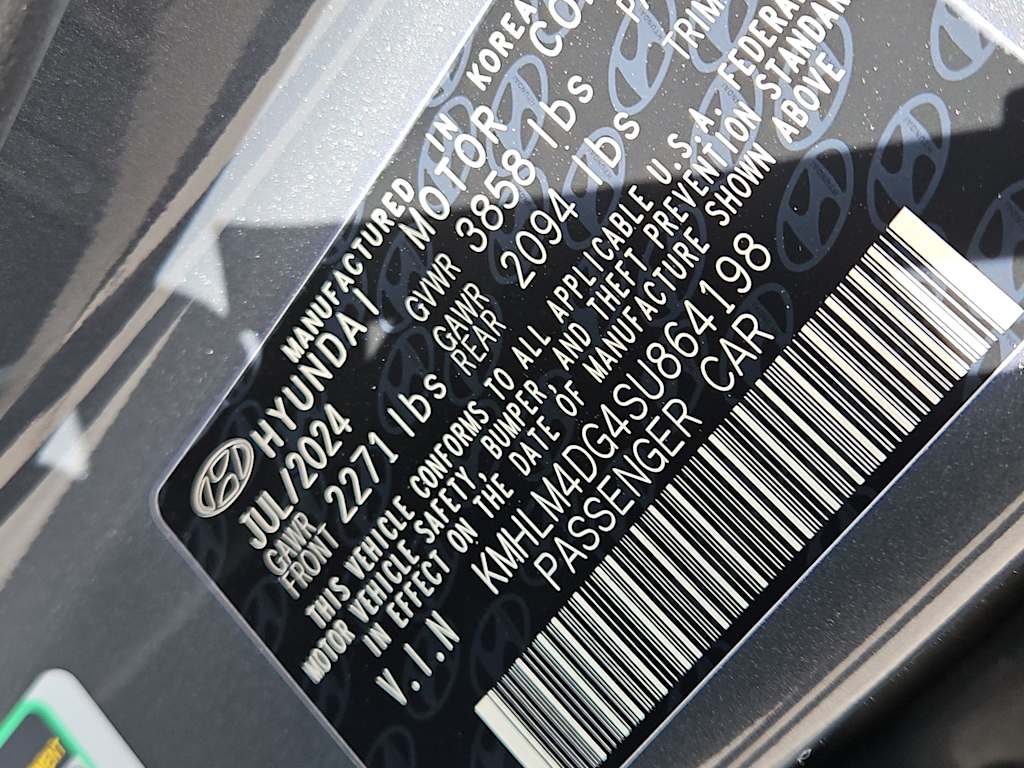 MANUFACTURED IN KOREA
HYUNDAI MOTOR CO
JUL/2024 GVWR 3858 lbs
GAWR FRONT 2271 lbs GAWR REAR 2094 lbs
TRIM
THIS VEHICLE CONFORMS TO ALL APPLICABLE U.S.A. FEDERAL
MOTOR VEHICLE SAFETY, BUMPER AND THEFT PREVENTION STANDARD
IN EFFECT ON THE DATE OF MANUFACTURE SHOWN ABOVE
V.I.N KMHLM4DG4SU864198
PASSENGER CAR